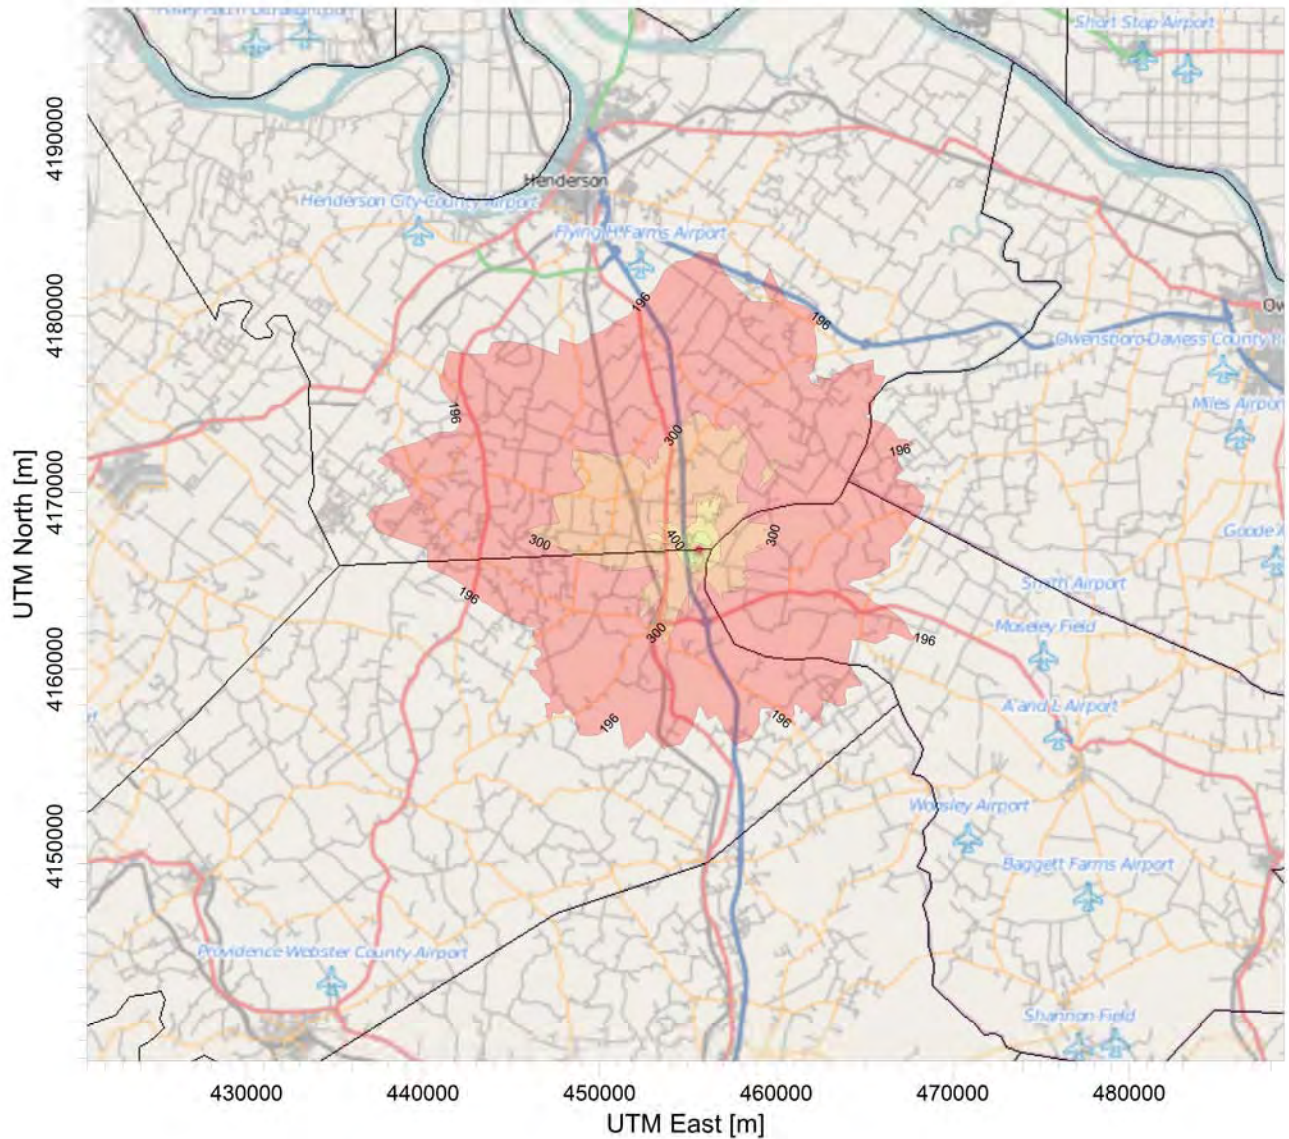 Short Stop Airport
4190000
Henderson
Henderson City-County Airport
Flying H Farms Airport
196
4180000
196
Ow
Owensboro-Daviess County
Miles Airpor
196
300
196
4170000
400
300
300
Goode A
Smith Airport
196
Moseley Field
300
196
4160000
A and L Airport
196
196
Worsley Airport
4150000
Baggett Farms Airport
Providence-Webster County Airport
Shannon Field
430000 440000 450000 460000 470000 480000
UTM East [m]
UTM North [m]